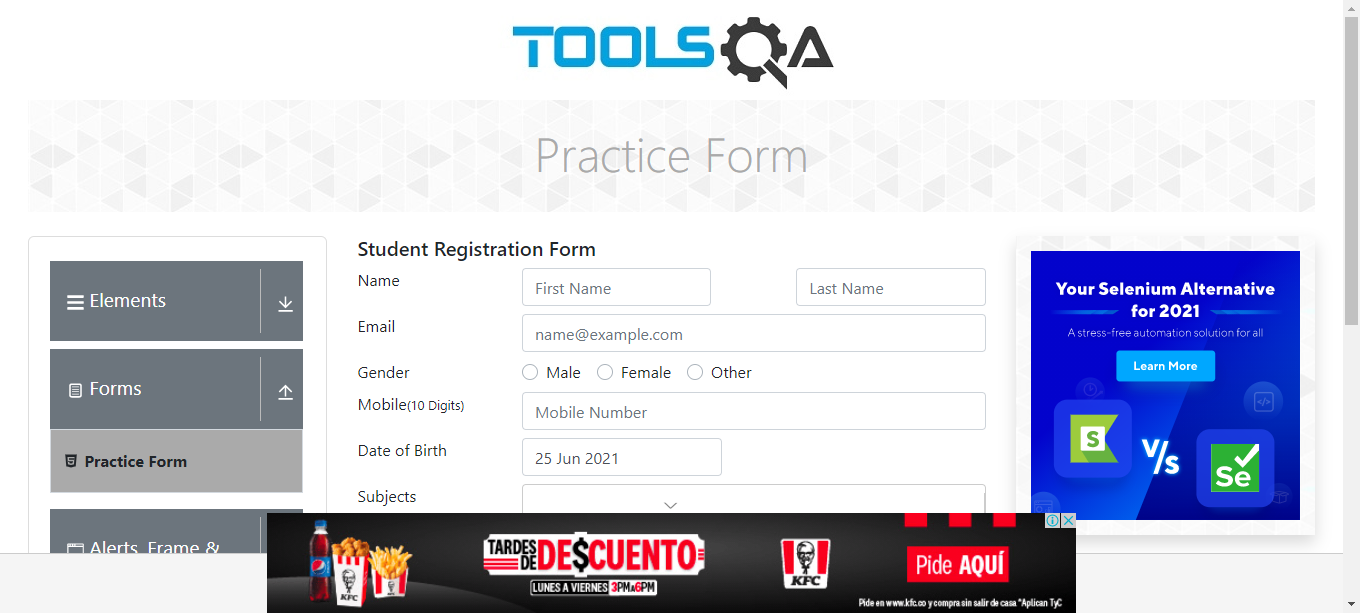 TOOLSQA
Practice Form
Elements
Forms
Practice Form
Alerts, Frame &
Student Registration Form
Name
First Name
Last Name
Email
name@example.com
Gender
Male
Female
Other
Mobile(10 Digits)
Mobile Number
Date of Birth
25 Jun 2021
Subjects
Your Selenium Alternative
for 2021
A stress-free automation solution for all
Learn More
S
V/s
Se
TARDES
DE DE$CUENTO
LUNES A VIERNES 3PM A 6PM
KFC
KFC
Pide AQUÍ
Pide en www.kfc.co y compra sin salir de casa *Aplican TyC